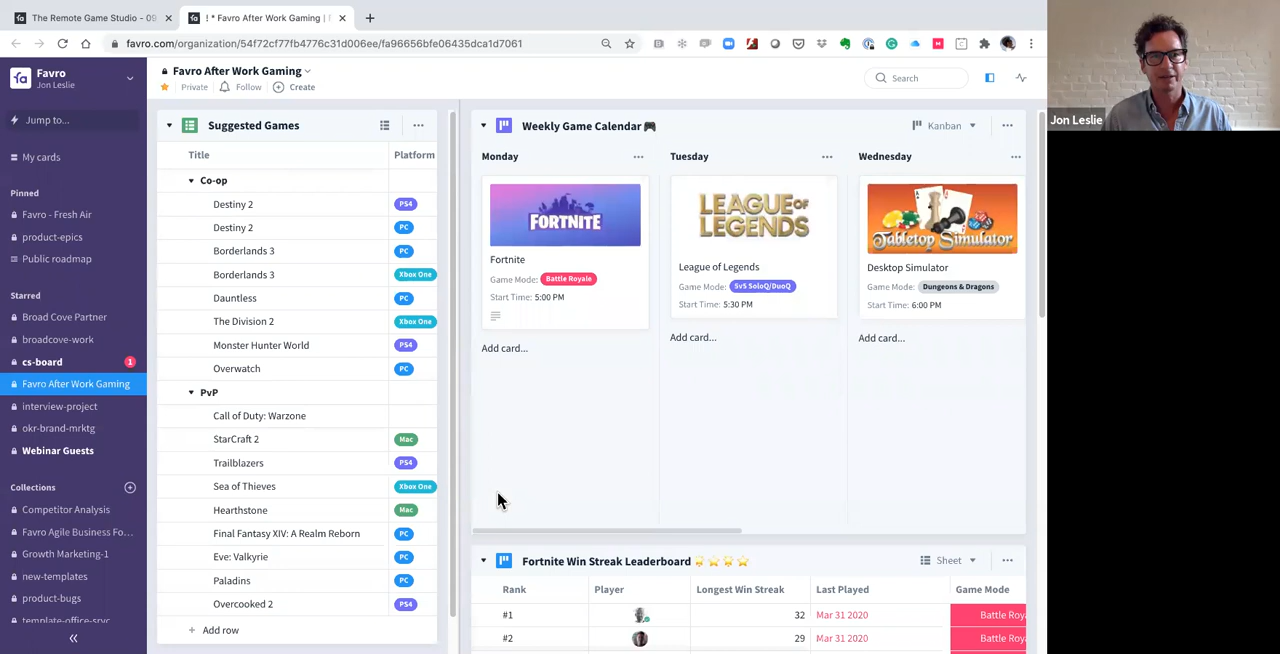 The Remote Game Studio - 09
! * Favro After Work Gaming |
favro.com/organization/54f72cf77fb4776c31d006ee/fa96656bfe06435dca1d7061
Favro
Jon Leslie
Jump to...
My cards
Pinned
Favro - Fresh Air
product-epics
Public roadmap
Starred
Broad Cove Partner
broadcove-work
cs-board 1
Favro After Work Gaming
interview-project
okr-brand-mrktg
Webinar Guests
Collections
Competitor Analysis
Favro Agile Business Fo...
Growth Marketing-1
new-templates
product-bugs
template-office-srvc
Favro After Work Gaming
Private Follow Create
Search
Suggested Games
Title Platform
Co-op
Destiny 2 PS4
Destiny 2 PC
Borderlands 3 PC
Borderlands 3 Xbox One
Dauntless PC
The Division 2 Xbox One
Monster Hunter World PS4
Overwatch PC
PvP
Call of Duty: Warzone
StarCraft 2 Mac
Trailblazers PS4
Sea of Thieves Xbox One
Hearthstone Mac
Final Fantasy XIV: A Realm Reborn PC
Eve: Valkyrie PC
Paladins PC
Overcooked 2 PS4
Add row
Weekly Game Calendar
Kanban
Monday
FORTNITE
Fortnite
Game Mode: Battle Royale
Start Time: 5:00 PM
Add card...
Tuesday
LEAGUE OF
LEGENDS
League of Legends
Game Mode: 5v5 SoloQ/DuoQ
Start Time: 5:30 PM
Add card...
Wednesday
Tabletop Simulator
Desktop Simulator
Game Mode: Dungeons & Dragons
Start Time: 6:00 PM
Add card...
Fortnite Win Streak Leaderboard
Sheet
Rank Player Longest Win Streak Last Played Game Mode
#1 32 Mar 31 2020 Battle Roya
#2 29 Mar 31 2020 Battle Roya
Jon Leslie